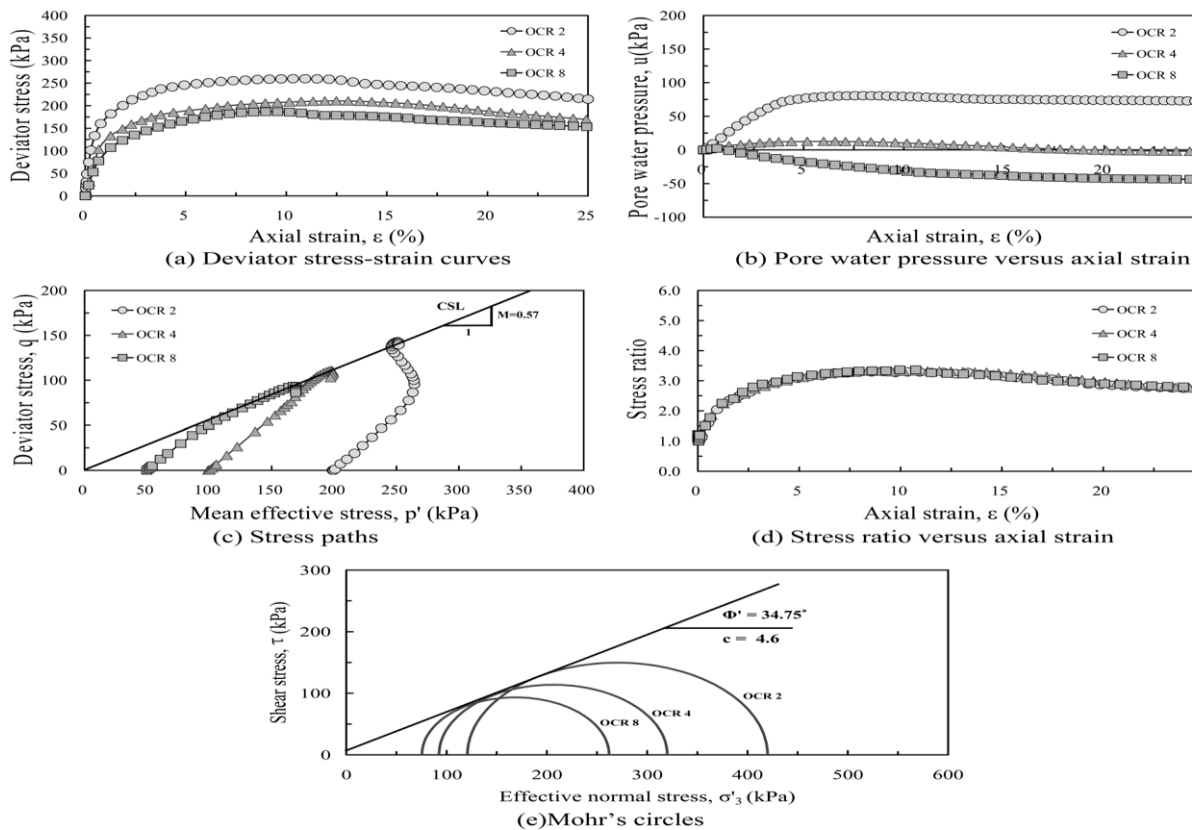 Deviator stress (kPa)
400
350
300
250
200
150
100
50
0
OCR 2
OCR 4
OCR 8
0
5
10
15
20
25
Axial strain, ε (%)
(a) Deviator stress-strain curves
Pore water pressure, u(kPa)
200
150
100
50
0
-50
-100
OCR 2
OCR 4
OCR 8
0
5
10
15
20
Axial strain, ε (%)
(b) Pore water pressure versus axial strain
Deviator stress, q (kPa)
200
150
100
50
0
OCR 2
OCR 4
OCR 8
CSL
M=0.57
1
0
50
100
150
200
250
300
350
400
Mean effective stress, p' (kPa)
(c) Stress paths
Stress ratio
6.0
5.0
4.0
3.0
2.0
1.0
0.0
OCR 2
OCR 4
OCR 8
0
5
10
15
20
Axial strain, ε (%)
(d) Stress ratio versus axial strain
Shear stress, τ (kPa)
300
200
100
0
Φ' = 34.75°
c = 4.6
OCR 8
OCR 4
OCR 2
0
100
200
300
400
500
600
Effective normal stress, σ'3 (kPa)
(e)Mohr's circles